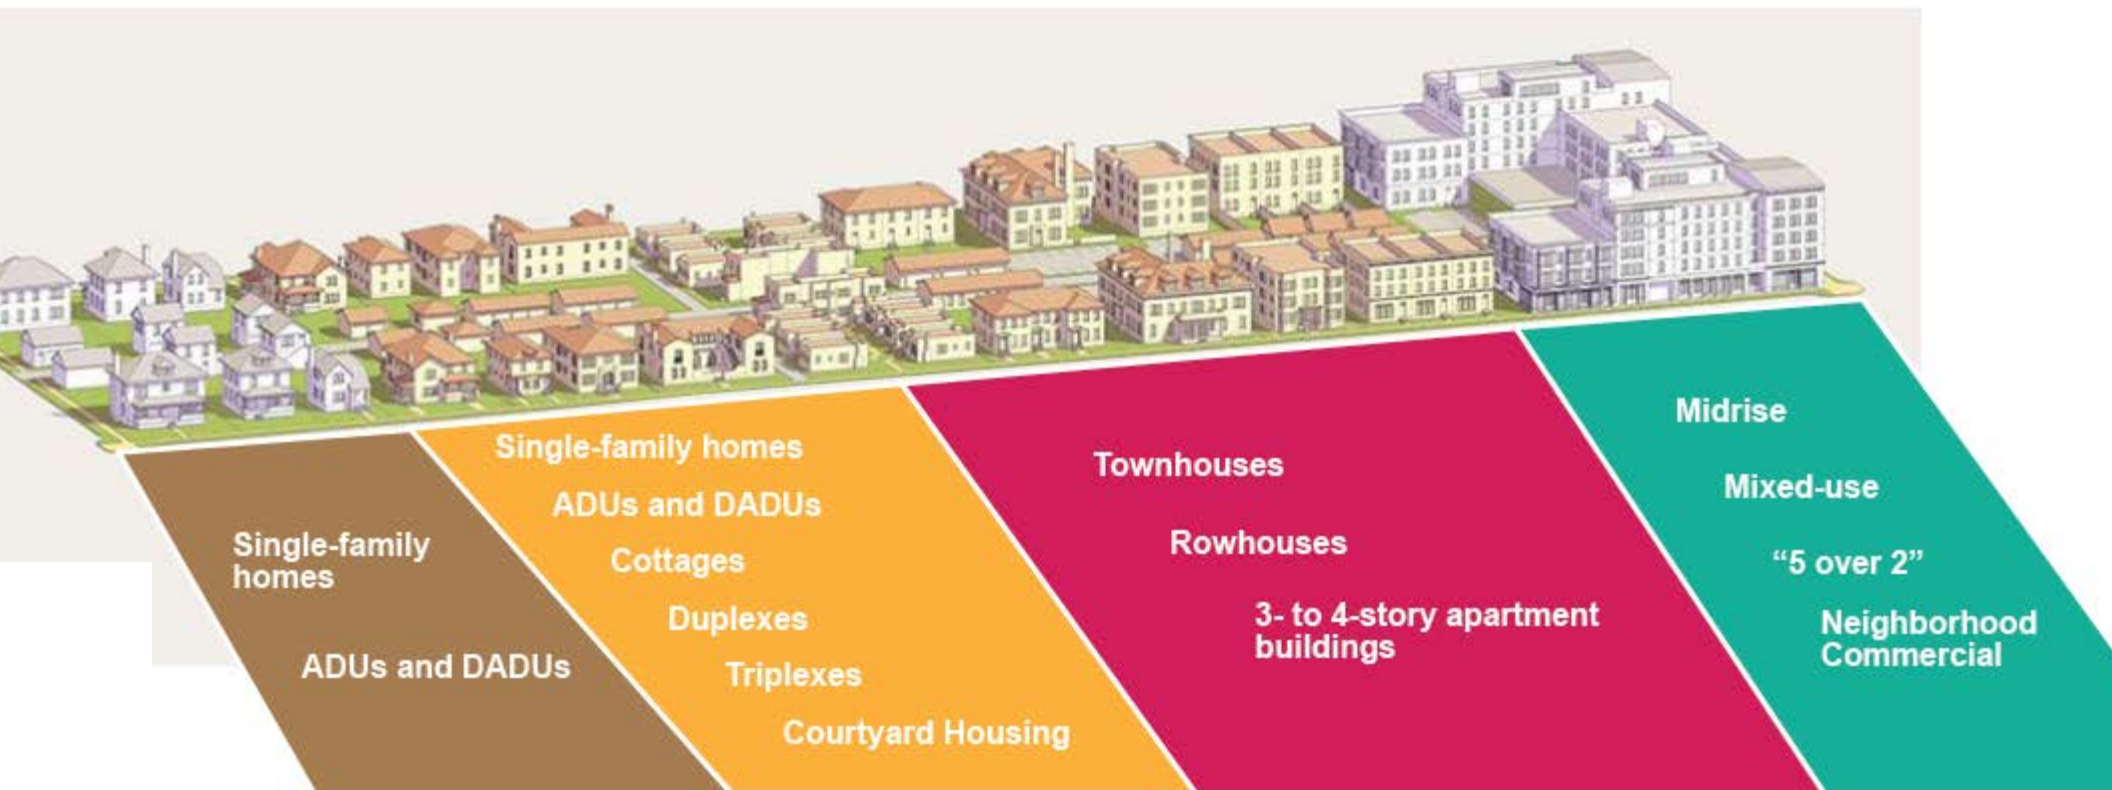 Single-family
homes
ADUs and DADUs
Single-family homes
ADUs and DADUs
Cottages
Duplexes
Triplexes
Courtyard Housing
Townhouses
Rowhouses
3- to 4-story apartment
buildings
Midrise
Mixed-use
“5 over 2”
Neighborhood
Commercial